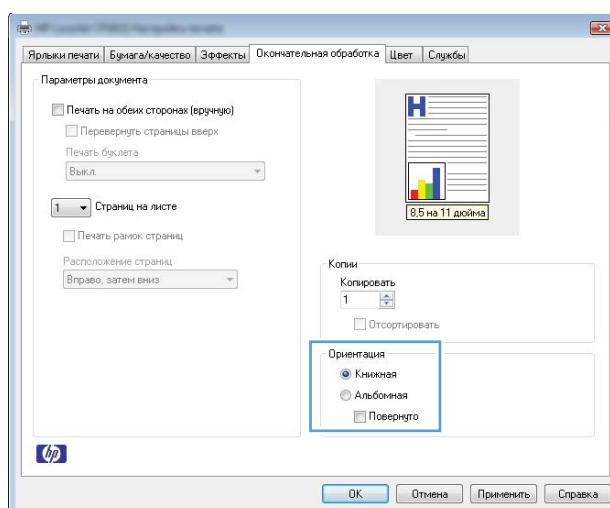 Ярлыки печати Бумага/качество Эффекты Окончательная обработка Цвет Службы
Параметры документа
Печать на обеих сторонах (вручную)
Перевернуть страницы вверх
Печать буклета
Выкл.
1 Страниц на листе
Печать рамок страниц
Расположение страниц
Вправо, затем вниз
H
8,5 на 11 дюйма
Копии
Копировать
1
Отсортировать
Ориентация
Книжная
Альбомная
Повернуто
hp
OK Отмена Применить Справка